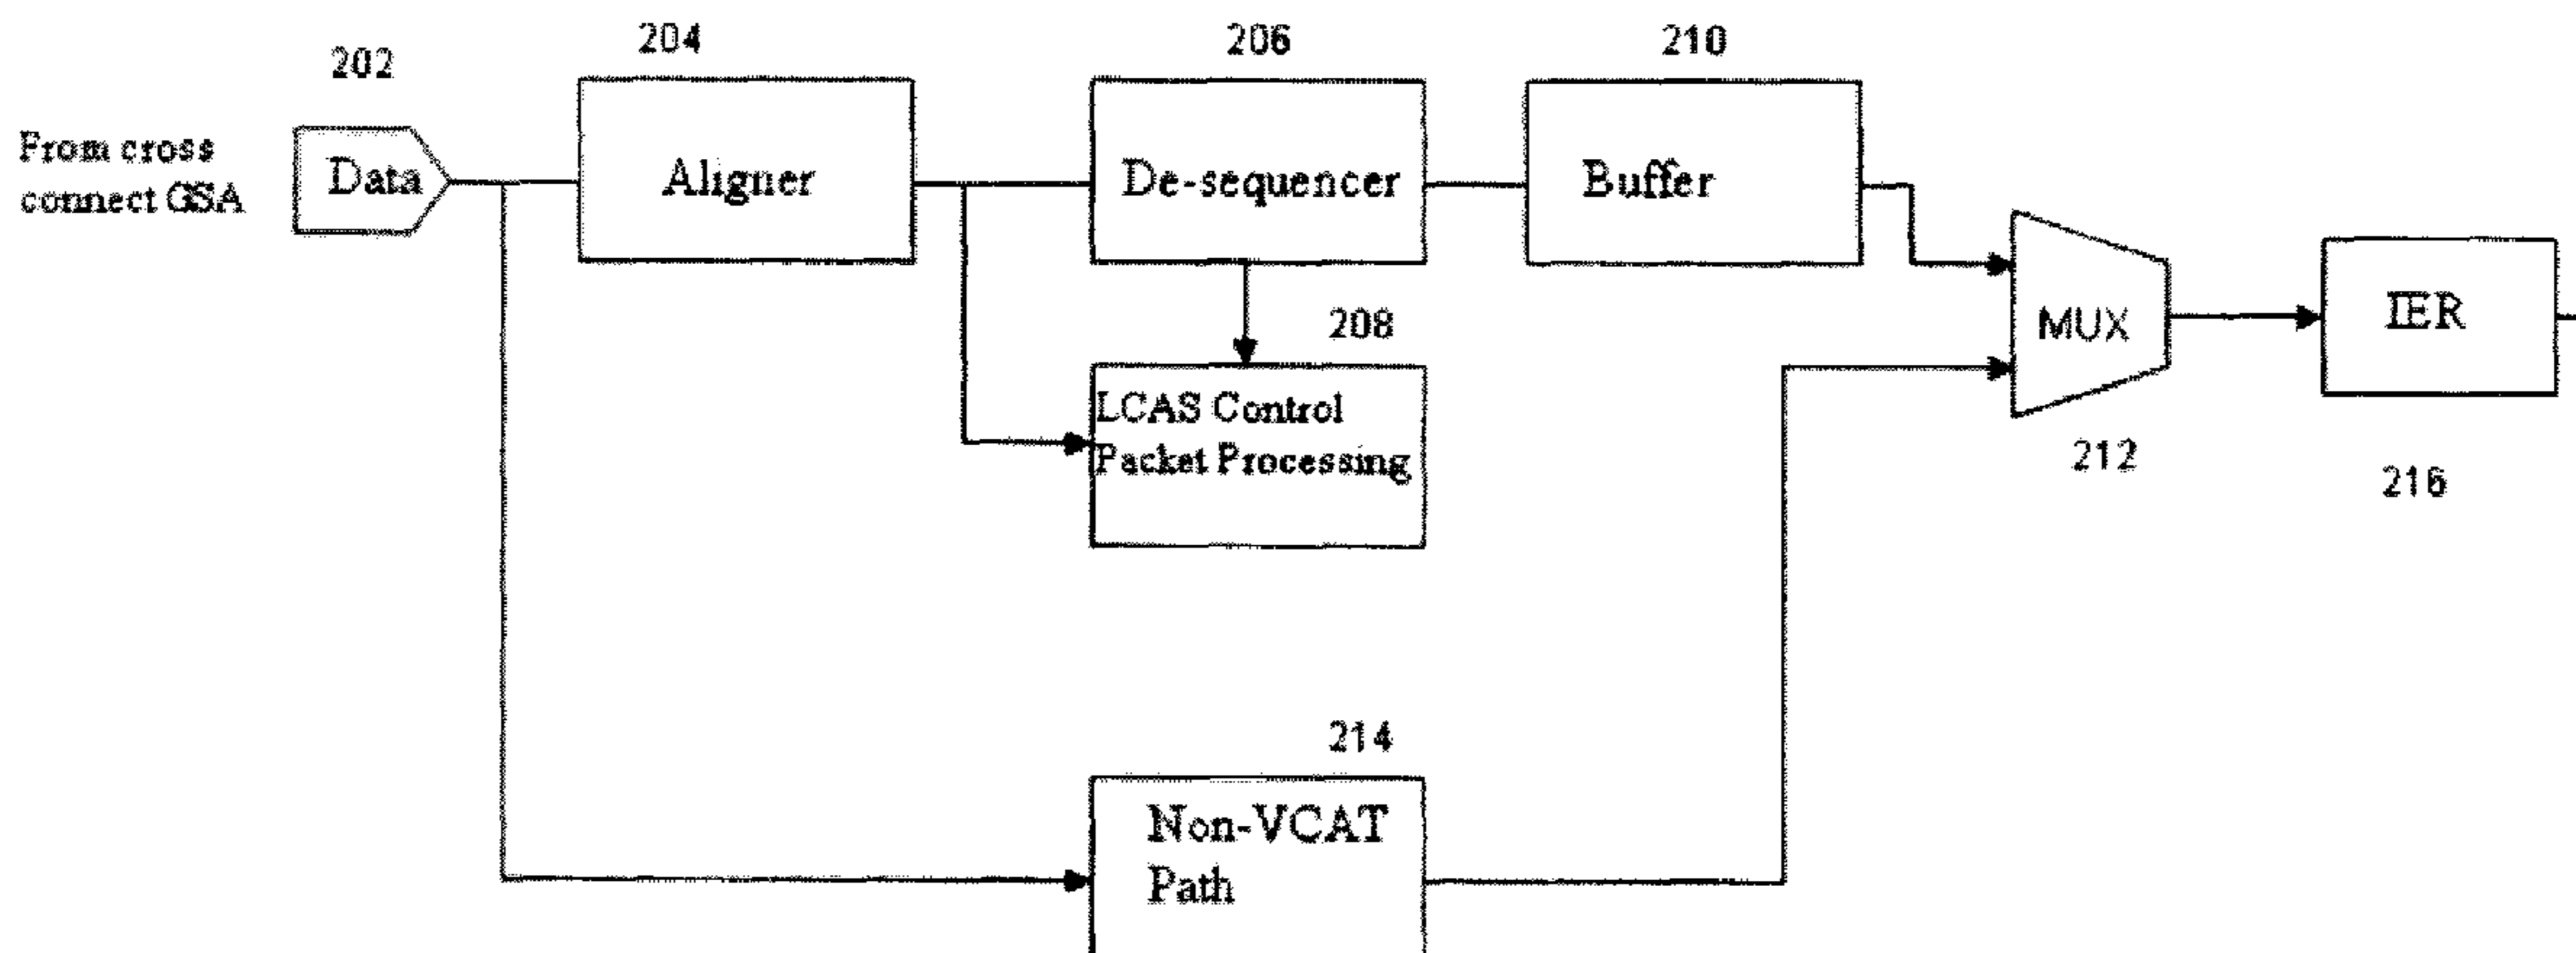 202
204
206
210
From cross
connect GSA
Data
Aligner
De-sequencer
Buffer
208
LCAS Control
Packet Processing
MUX
212
IER
216
214
Non-VCAT
Path